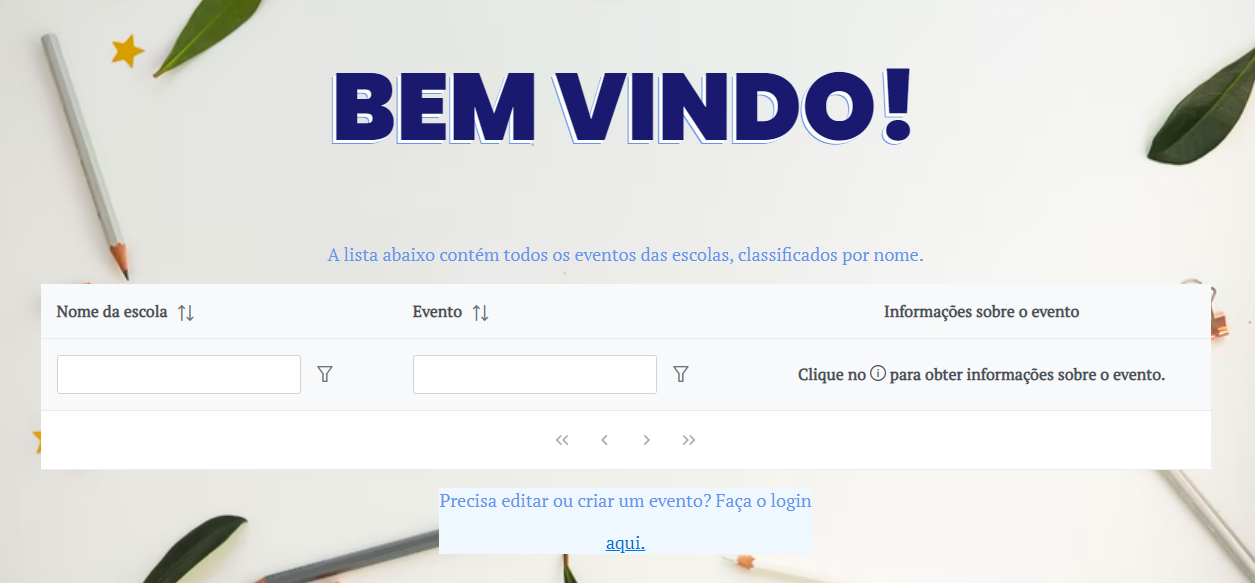 BEM VINDO!
A lista abaixo contém todos os eventos das escolas, classificados por nome.
Nome da escola Evento Informações sobre o evento
Clique no ⓘ para obter informações sobre o evento.
Precisa editar ou criar um evento? Faça o login
aqui.